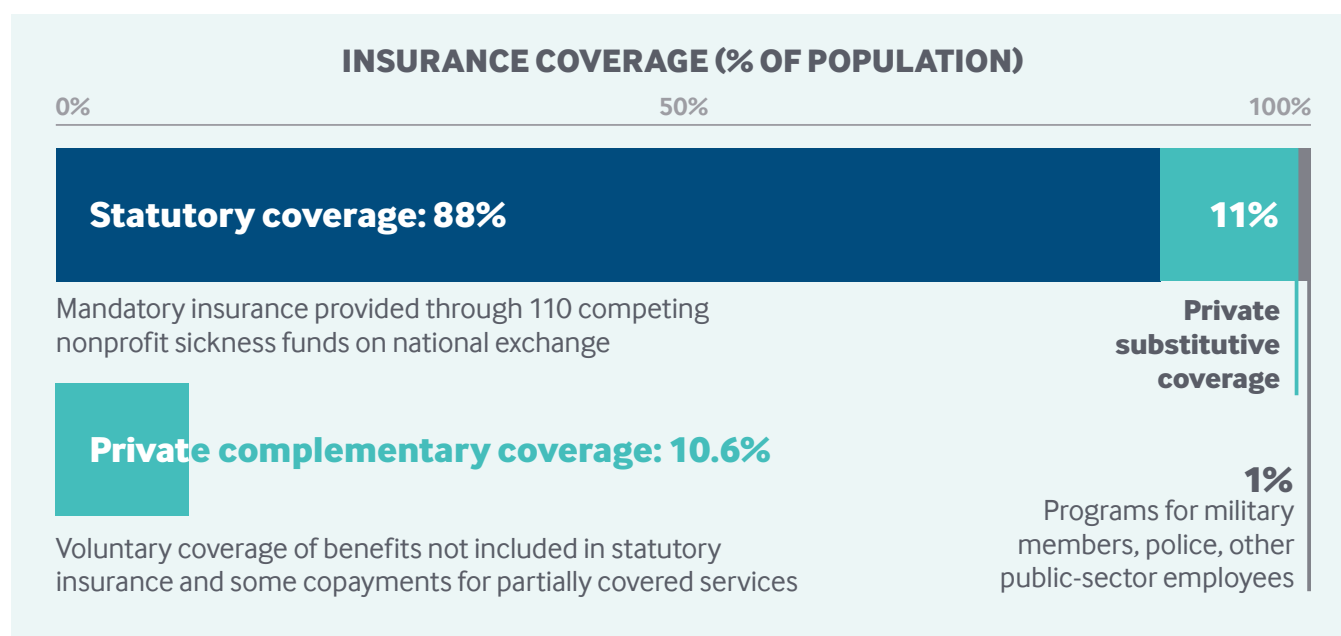 INSURANCE COVERAGE (% OF POPULATION)
0% 50% 100%
Statutory coverage: 88%
11%
Mandatory insurance provided through 110 competing
nonprofit sickness funds on national exchange
Private
substitutive
coverage
Private complementary coverage: 10.6%
Voluntary coverage of benefits not included in statutory
insurance and some copayments for partially covered services
1%
Programs for military
members, police, other
public-sector employees